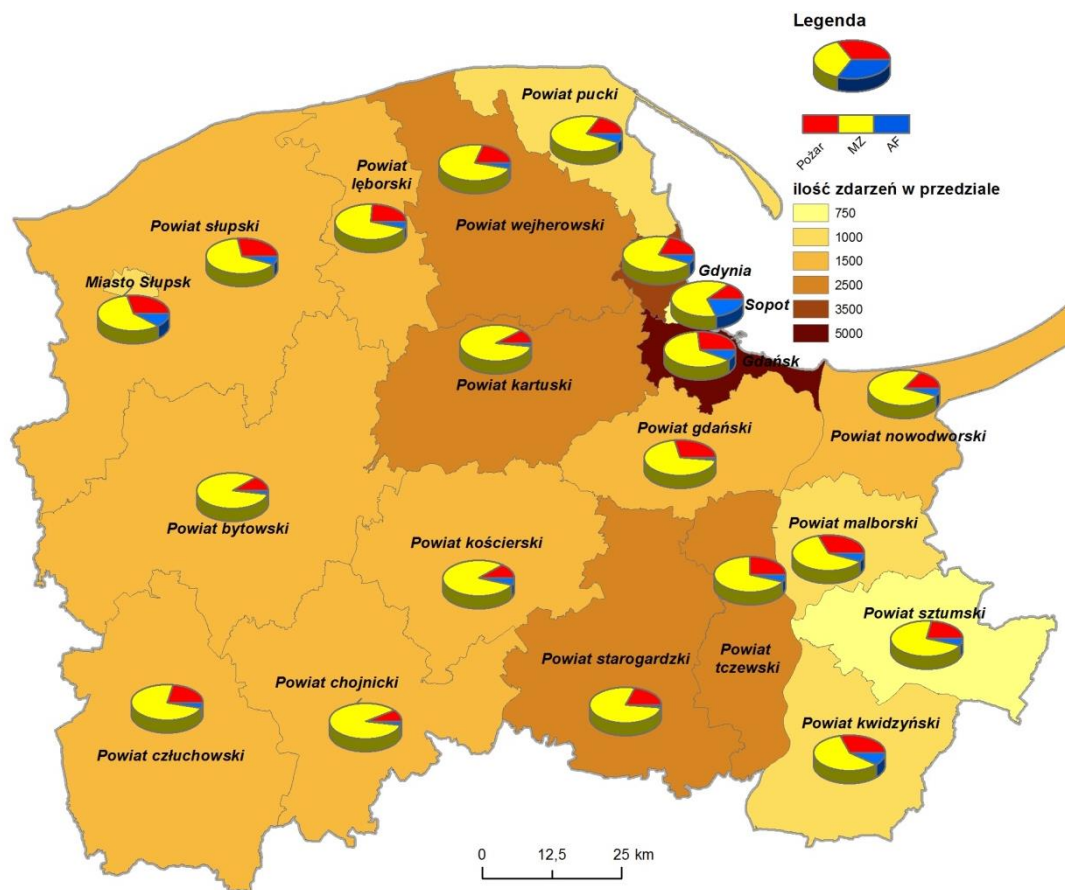 Legenda
Pożar
MZ
AF
ilość zdarzeń w przedziale
750
1000
1500
2500
3500
5000
Powiat pucki
Powiat
lęborski
Powiat słupski
Powiat wejherowski
Miasto Słupsk
Gdynia
Sopot
Gdańsk
Powiat kartuski
Powiat gdański
Powiat nowodworski
Powiat bytowski
Powiat kościerski
Powiat malborski
Powiat sztumski
Powiat starogardzki
Powiat
tczewski
Powiat chojnicki
Powiat człuchowski
Powiat kwidzyński
0 12,5 25 km